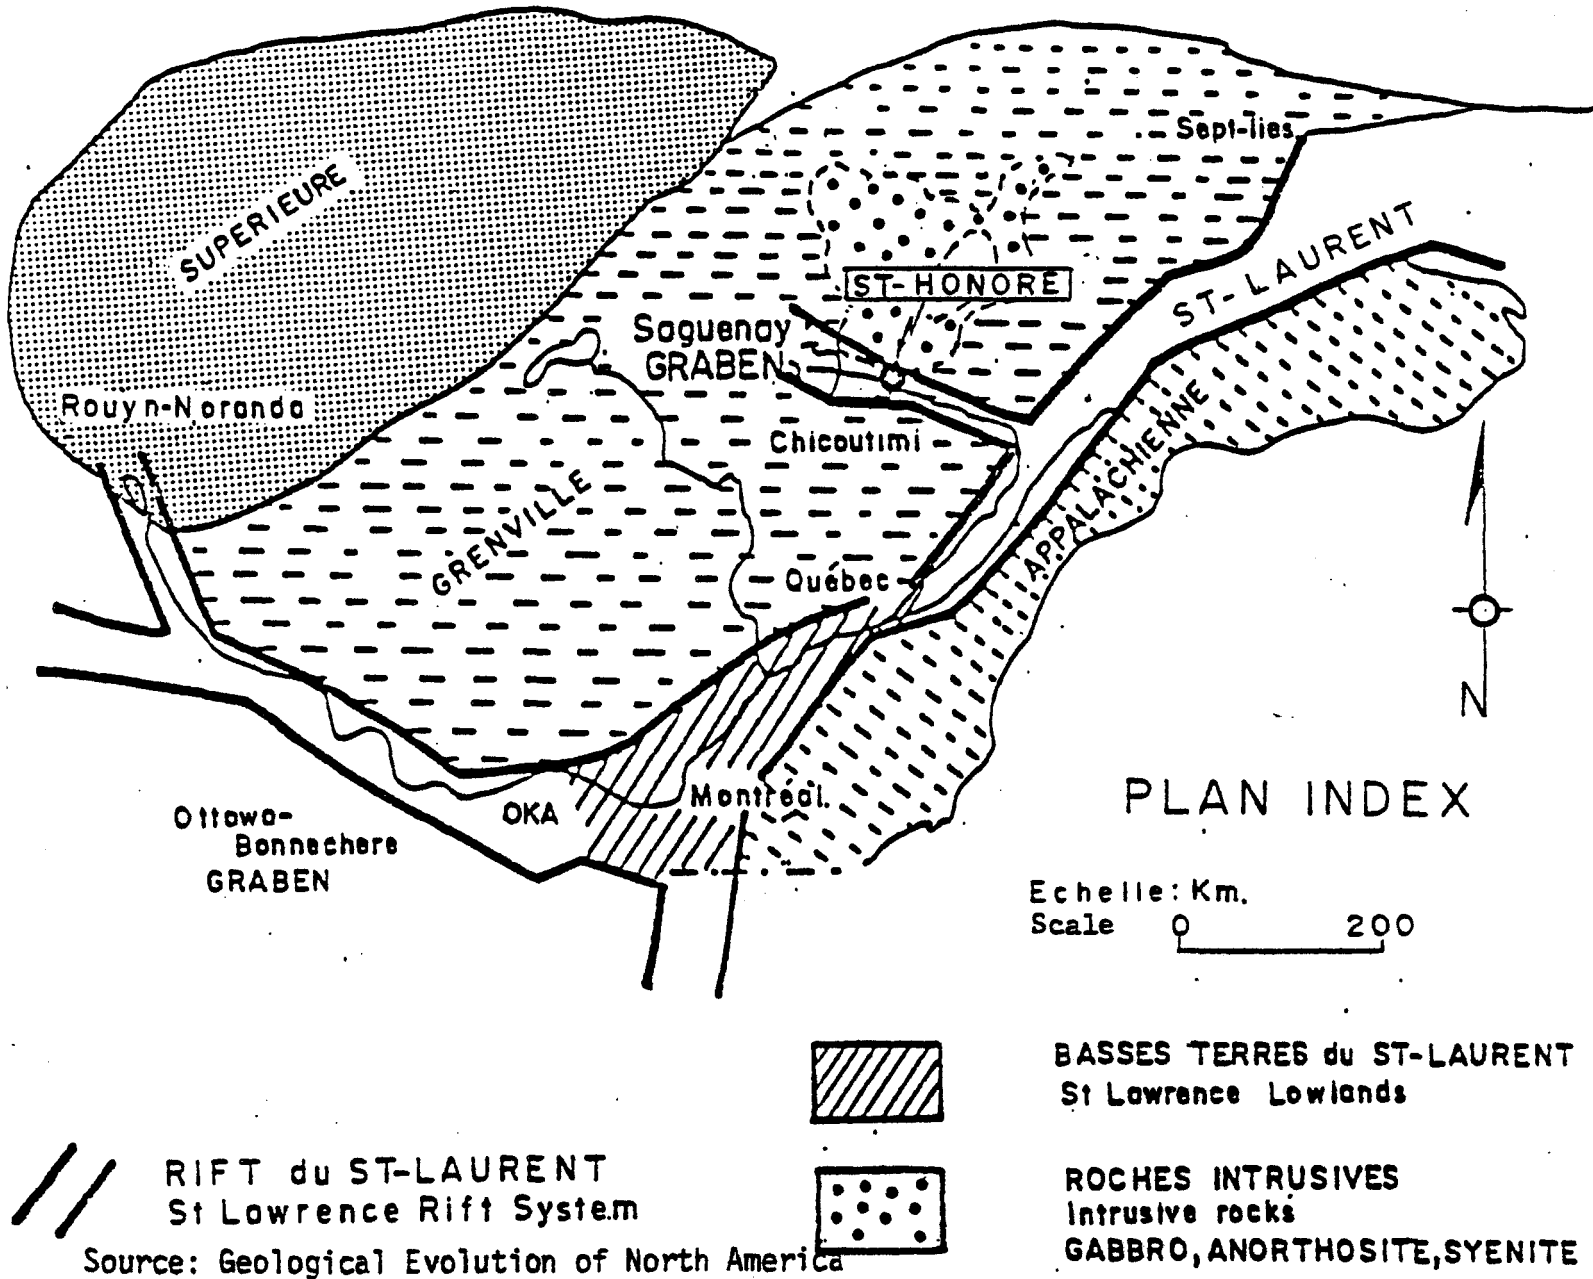 Sept-Iles
SUPERIEURE
ST-LAURENT
ST-HONORE
Saguenay
GRABEN
Rouyn-Noranda
Chicoutimi
APPALACHIENNE
GRENVILLE
Québec
N
Montréal.
OKA
PLAN INDEX
Ottawa-
Bonnechere
GRABEN
Echelle: Km.
Scale 0 200
BASSES TERRES du ST-LAURENT
St Lawrence Lowlands
RIFT du ST-LAURENT
St Lawrence Rift System
ROCHES INTRUSIVES
Intrusive rocks
GABBRO, ANORTHOSITE, SYENITE
Source: Geological Evolution of North America